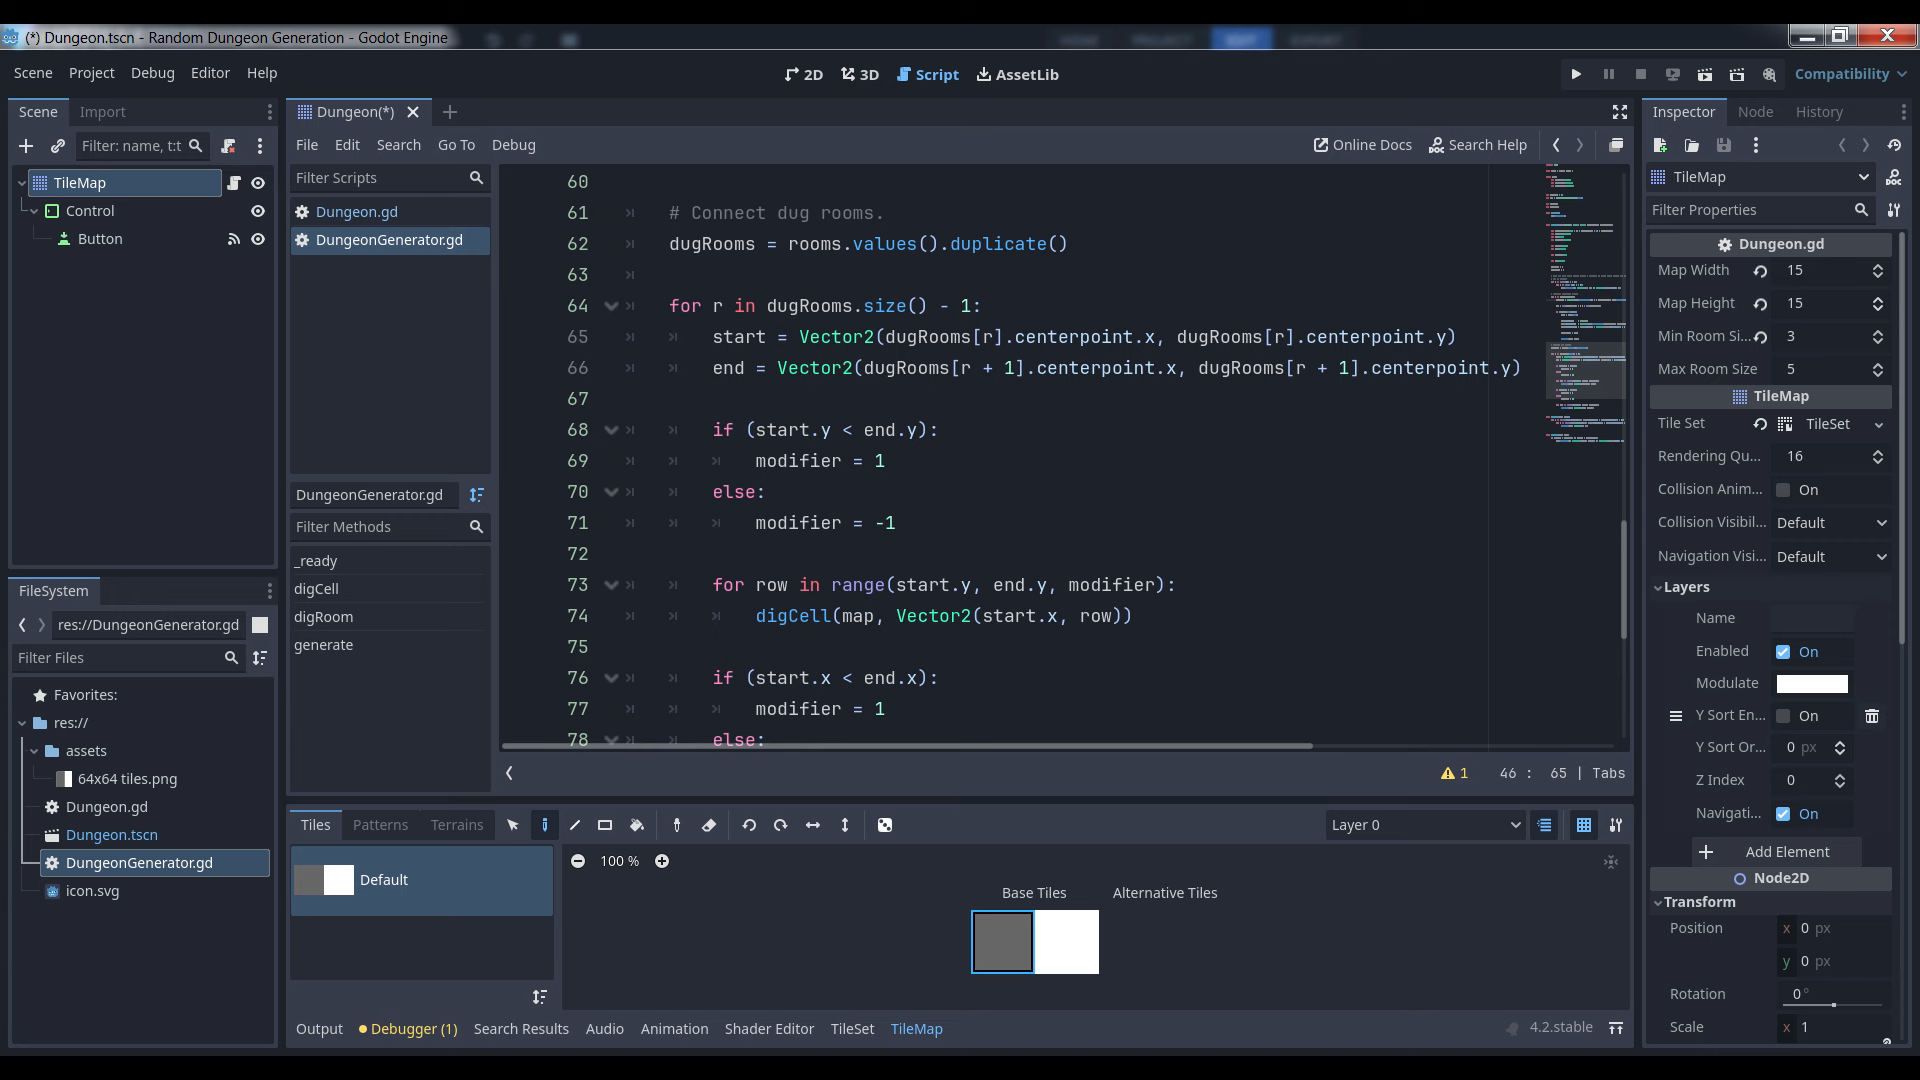 (*) Dungeon.tscn - Random Dungeon Generation - Godot Engine
Scene Project Debug Editor Help
2D 3D Script AssetLib
Compatibility
Scene Import
Filter: name, t:t
TileMap
Control
Button
FileSystem
res://DungeonGenerator.gd
Filter Files
Favorites:
res://
assets
64x64 tiles.png
Dungeon.gd
Dungeon.tscn
DungeonGenerator.gd
icon.svg
Dungeon(*)
File Edit Search Go To Debug
Online Docs Search Help
Filter Scripts
Dungeon.gd
DungeonGenerator.gd
DungeonGenerator.gd
Filter Methods
_ready
digCell
digRoom
generate
60
61 # Connect dug rooms.
62 dugRooms = rooms.values().duplicate()
63
64 for r in dugRooms.size() - 1:
65 start = Vector2(dugRooms[r].centerpoint.x, dugRooms[r].centerpoint.y)
66 end = Vector2(dugRooms[r + 1].centerpoint.x, dugRooms[r + 1].centerpoint.y)
67
68 if (start.y < end.y):
69 modifier = 1
70 else:
71 modifier = -1
72
73 for row in range(start.y, end.y, modifier):
74 digCell(map, Vector2(start.x, row))
75
76 if (start.x < end.x):
77 modifier = 1
78 else:
1 46 : 65 | Tabs
Tiles Patterns Terrains
Layer 0
Default
100 %
Base Tiles Alternative Tiles
Output Debugger (1) Search Results Audio Animation Shader Editor TileSet TileMap
4.2.stable
Inspector Node History
TileMap
Filter Properties
Dungeon.gd
Map Width 15
Map Height 15
Min Room Si... 3
Max Room Size 5
TileMap
Tile Set TileSet
Rendering Qu... 16
Collision Anim... On
Collision Visibil... Default
Navigation Visi... Default
Layers
Name
Enabled On
Modulate
Y Sort En... On
Y Sort Or... 0 px
Z Index 0
Navigati... On
Add Element
Node2D
Transform
Position x 0 px
y 0 px
Rotation 0 °
Scale x 1